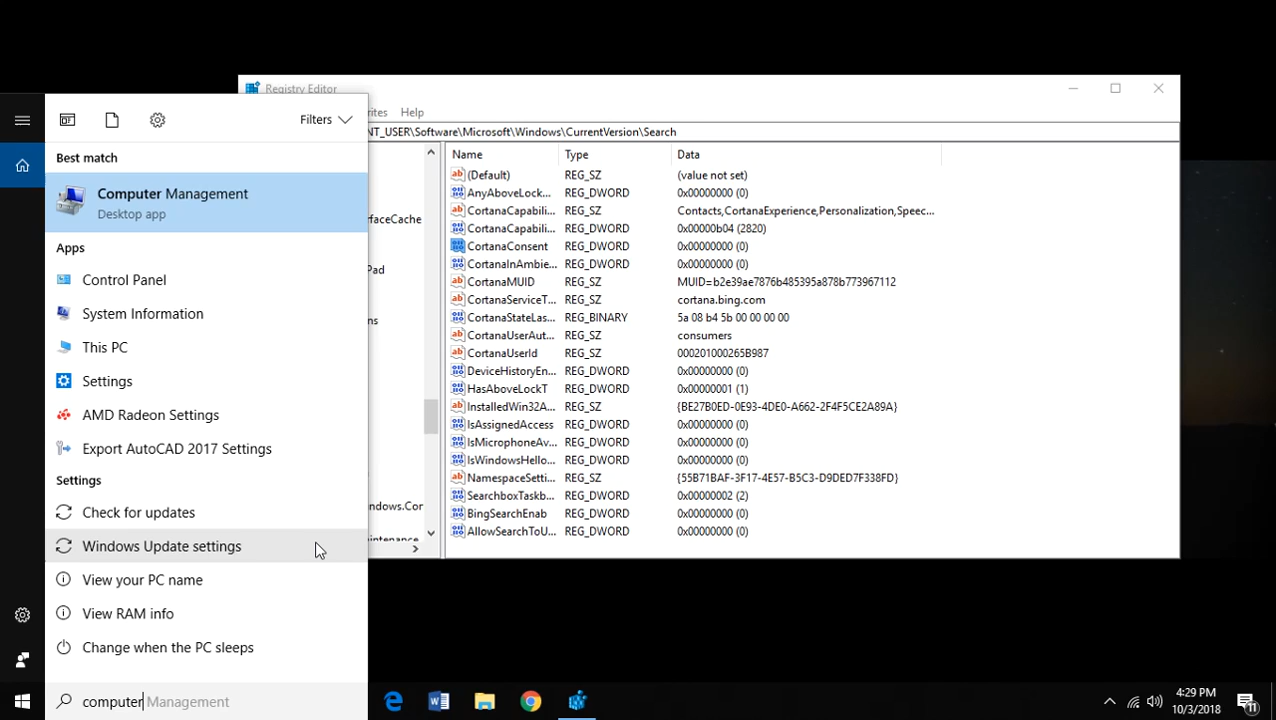 Registry Editor
rites Help
NT_USER\Software\Microsoft\Windows\CurrentVersion\Search
Filters
Best match
Computer Management
Desktop app
Apps
Control Panel
System Information
This PC
Settings
AMD Radeon Settings
Export AutoCAD 2017 Settings
Settings
Check for updates
Windows Update settings
View your PC name
View RAM info
Change when the PC sleeps
computer Management
rfaceCache
Pad
ns
ndows.Cor
Name Type Data
(Default) REG_SZ (value not set)
AnyAboveLock... REG_DWORD 0x00000000 (0)
CortanaCapabili... REG_SZ Contacts,CortanaExperience,Personalization,Speec...
CortanaCapabili... REG_DWORD 0x00000b04 (2820)
CortanaConsent REG_DWORD 0x00000000 (0)
CortanaInAmbie... REG_DWORD 0x00000000 (0)
CortanaMUID REG_SZ MUID=b2e39ae7876b485395a878b773967112
CortanaServiceT... REG_SZ cortana.bing.com
CortanaStateLas... REG_BINARY 5a 08 b4 5b 00 00 00 00
CortanaUserAut... REG_SZ consumers
CortanaUserId REG_SZ 000201000265B987
DeviceHistoryEn... REG_DWORD 0x00000000 (0)
HasAboveLockT REG_DWORD 0x00000001 (1)
InstalledWin32A... REG_SZ {BE27B0ED-0E93-4DE0-A662-2F4F5CE2A89A}
IsAssignedAccess REG_DWORD 0x00000000 (0)
IsMicrophoneAv... REG_DWORD 0x00000000 (0)
IsWindowsHello... REG_DWORD 0x00000000 (0)
NamespaceSetti... REG_SZ {55B71BAF-3F17-4E57-B5C3-D9DED7F338FD}
SearchboxTaskb... REG_DWORD 0x00000002 (2)
BingSearchEnab REG_DWORD 0x00000000 (0)
AllowSearchToU... REG_DWORD 0x00000000 (0)
4:29 PM
10/3/2018
11